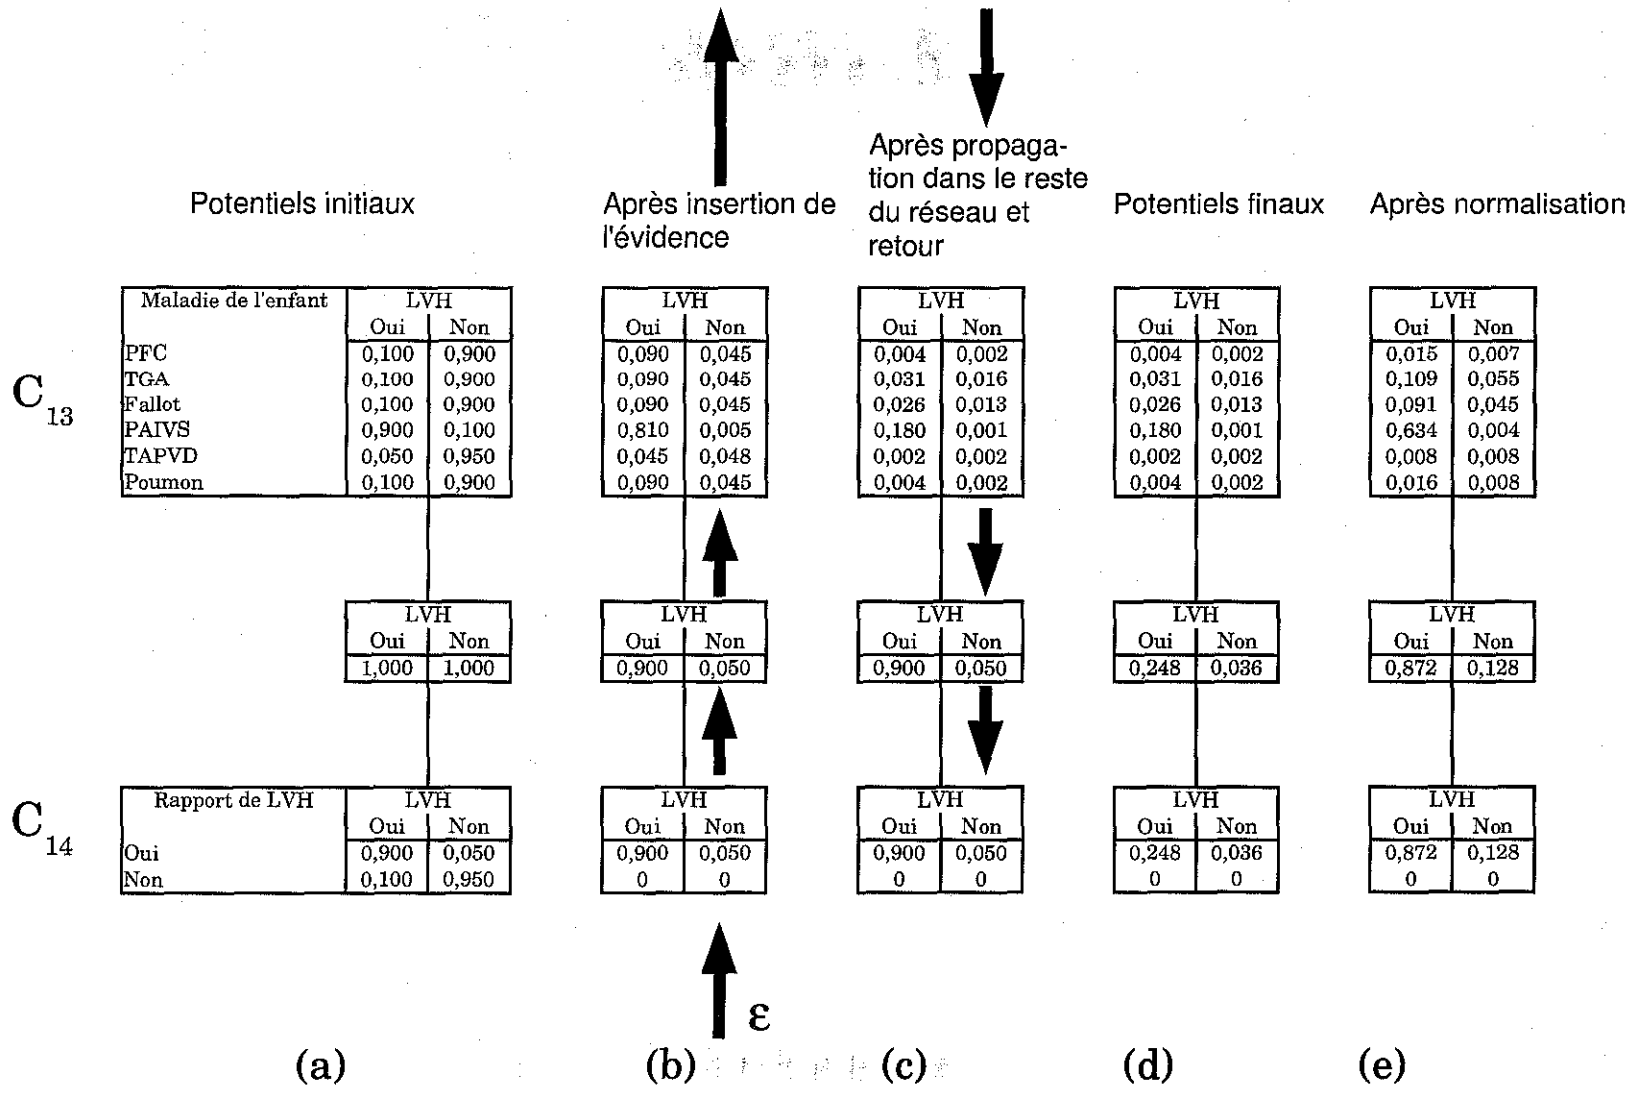 Potentiels initiaux
Après insertion de
l'évidence
Après propaga-
tion dans le reste
du réseau et
retour
Potentiels finaux
Après normalisation
C13
Maladie de l'enfant LVH LVH LVH LVH LVH
Oui Non Oui Non Oui Non Oui Non Oui Non
PFC 0,100 0,900 0,090 0,045 0,004 0,002 0,004 0,002 0,015 0,007
TGA 0,100 0,900 0,090 0,045 0,031 0,016 0,031 0,016 0,109 0,055
Fallot 0,100 0,900 0,090 0,045 0,026 0,013 0,026 0,013 0,091 0,045
PAIVS 0,900 0,100 0,810 0,005 0,180 0,001 0,180 0,001 0,634 0,004
TAPVD 0,050 0,950 0,045 0,048 0,002 0,002 0,002 0,002 0,008 0,008
Poumon 0,100 0,900 0,090 0,045 0,004 0,002 0,004 0,002 0,016 0,008
LVH LVH LVH LVH LVH
Oui Non Oui Non Oui Non Oui Non Oui Non
1,000 1,000 0,900 0,050 0,900 0,050 0,248 0,036 0,872 0,128
C14
Rapport de LVH LVH LVH LVH LVH LVH
Oui Non Oui Non Oui Non Oui Non Oui Non
Oui 0,900 0,050 0,900 0,050 0,900 0,050 0,248 0,036 0,872 0,128
Non 0,100 0,950 0 0 0 0 0 0 0 0
ε
(a) (b) (c) (d) (e)